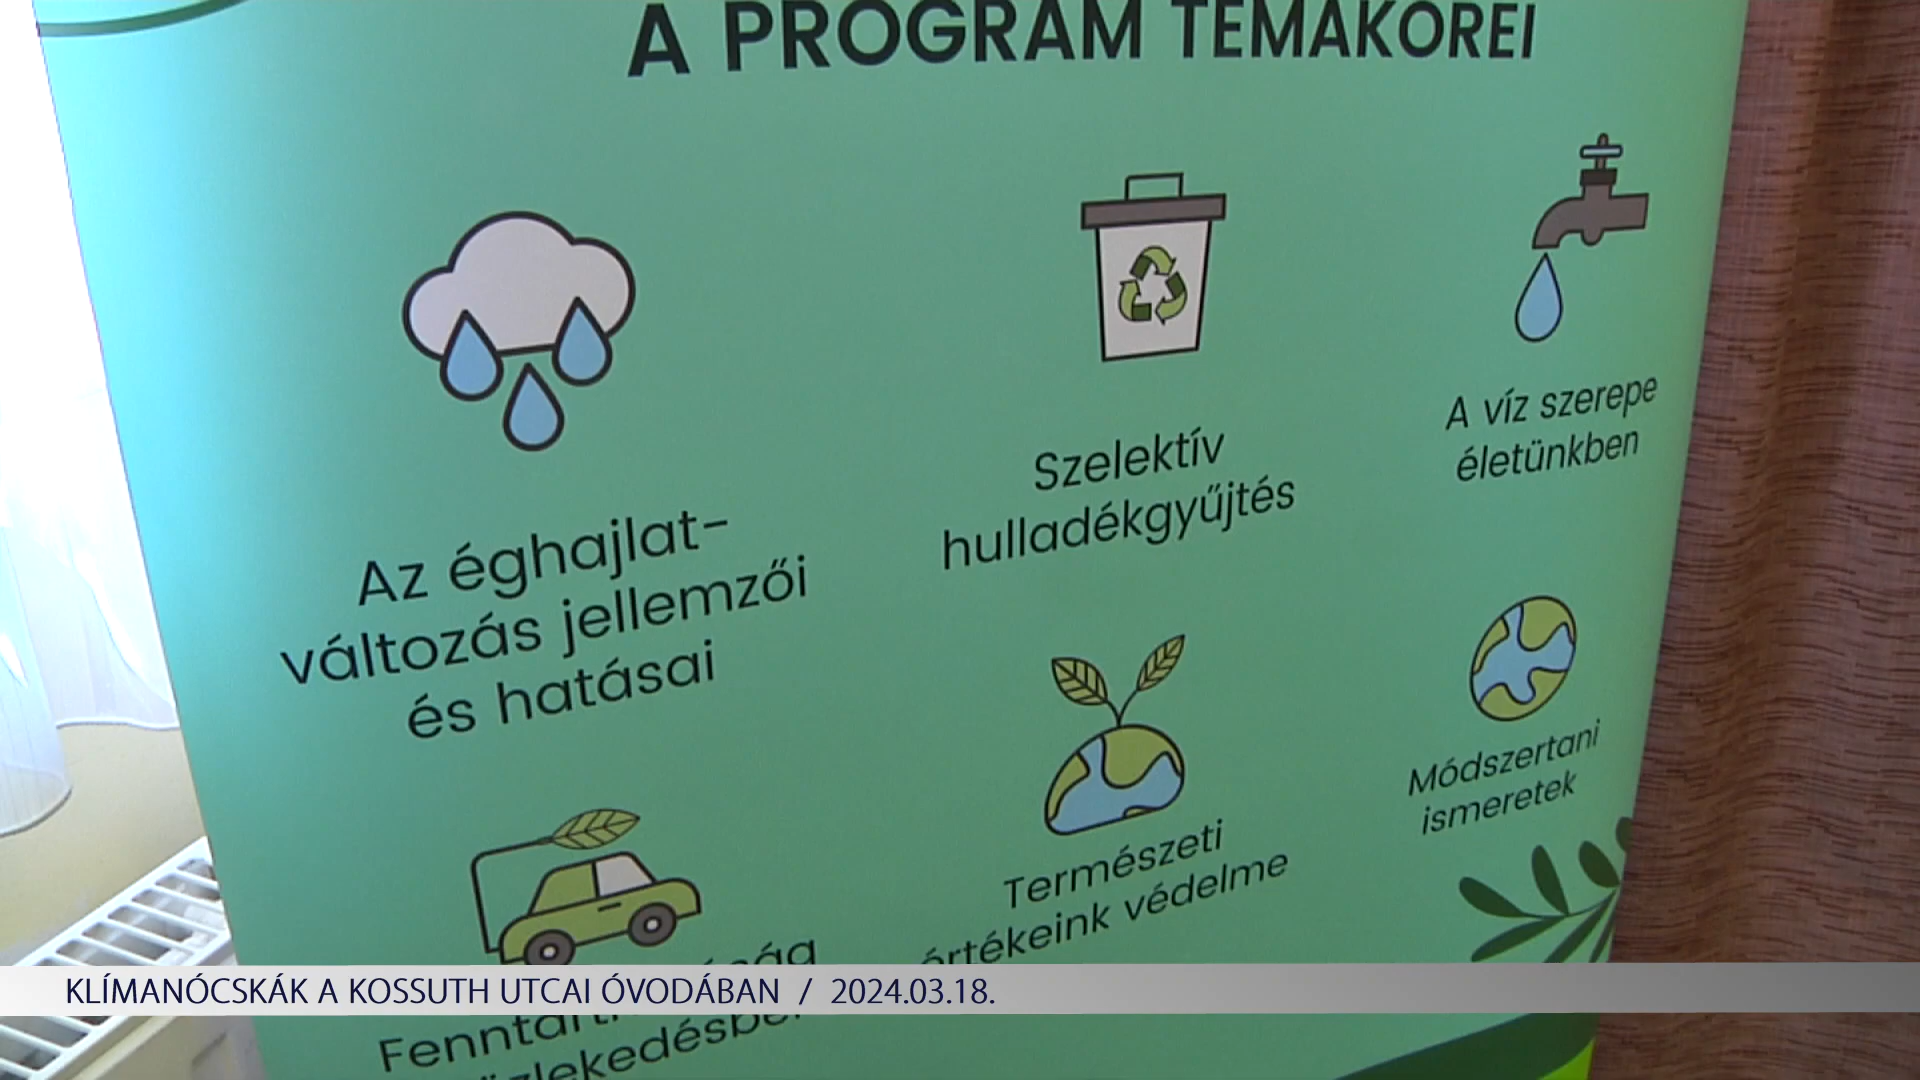 A PROGRAM TÉMAKÖREI
Az éghajlat-
változás jellemzői
és hatásai
Szelektív
hulladékgyűjtés
A víz szerepe
életünkben
Természeti
értékeink védelme
Módszertani
ismeretek
KLÍMANÓCSKÁK A KOSSUTH UTCAI ÓVODÁBAN / 2024.03.18.